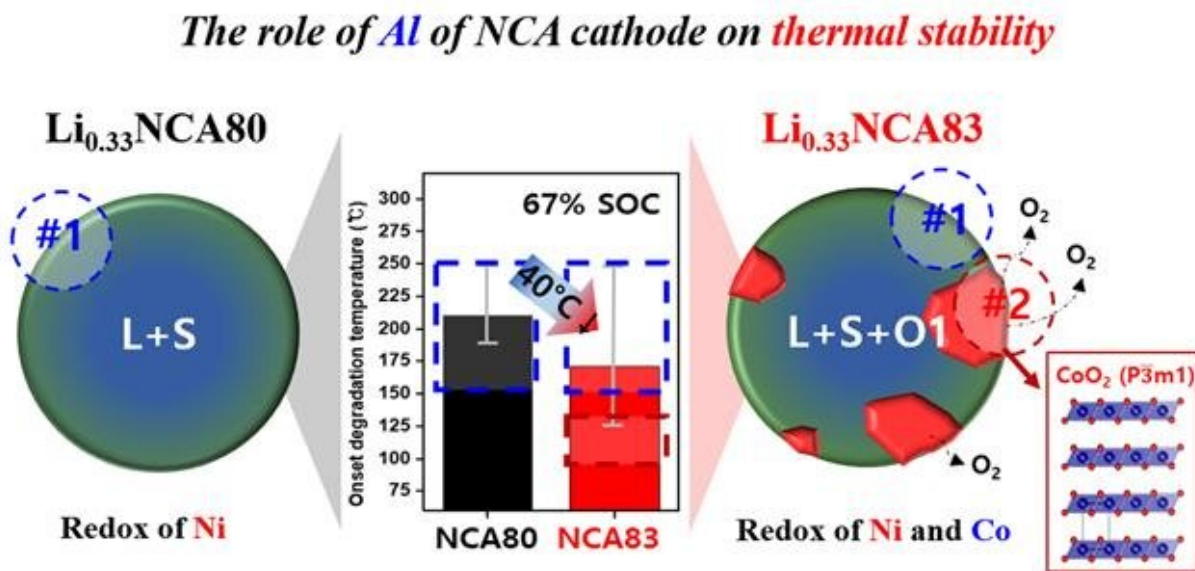 The role of Al of NCA cathode on thermal stability
Li0.33NCA80
#1
L+S
Redox of Ni
Onset degradation temperature (℃)
300
275
250
225
200
175
150
125
100
75
67% SOC
40°C
NCA80 NCA83
Li0.33NCA83
#1
O2
O2
#2
L+S+O1
O2
CoO2 (P3̅m1)
Redox of Ni and Co